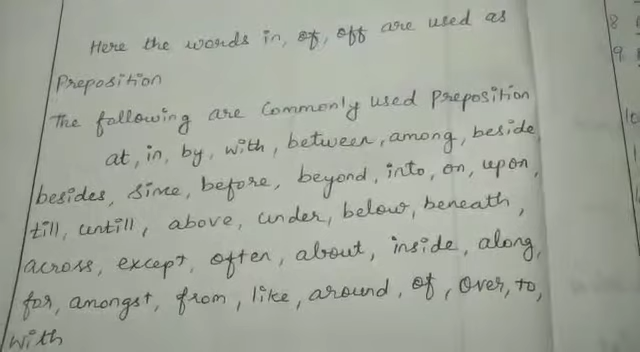 Here the words in, of, off are used as
Preposition
The following are Commonly used Preposition
at, in, by, with, between, among, beside,
besides, since, before, beyond, into, on, upon,
till, untill, above, under, below, beneath,
across, except, often, about, inside, along,
for, amongst, from, like, around, of, over, to,
with
8
9